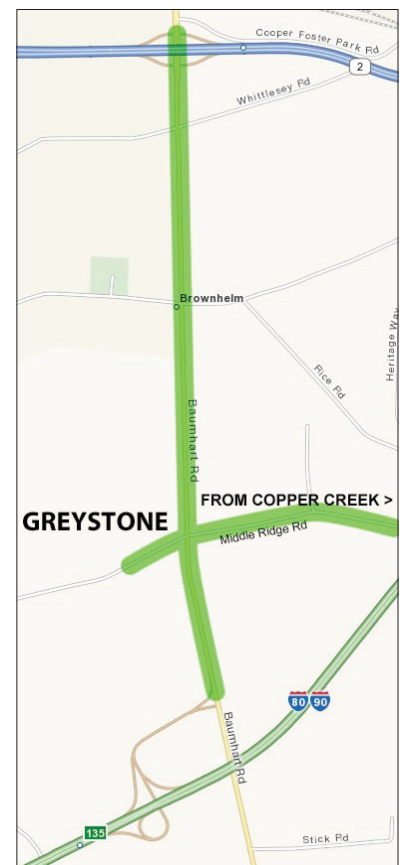 Cooper Foster Park Rd
2
Whittlesey Rd
Brownhelm
Heritage Way
Rice Rd
Baumhart Rd
FROM COPPER CREEK >
GREYSTONE
Middle Ridge Rd
80 90
Baumhart Rd
135
Stick Rd